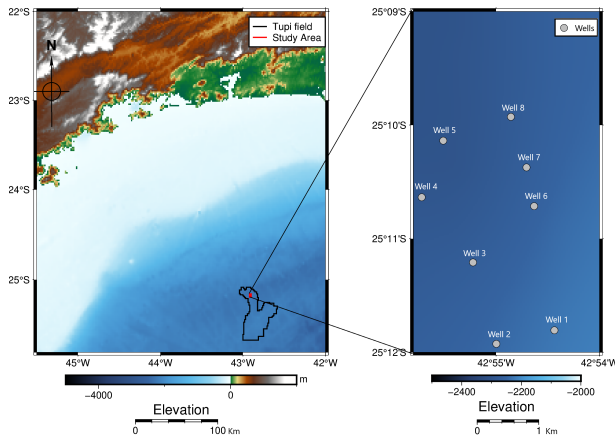 22°S
23°S
24°S
25°S
45°W
44°W
43°W
42°W
N
Tupi field
Study Area
m
−4000
0
Elevation
0
100 Km
25°09'S
25°10'S
25°11'S
25°12'S
42°55'W
42°54'W
Wells
Well 8
Well 5
Well 7
Well 4
Well 6
Well 3
Well 1
Well 2
−2400
−2200
−2000
Elevation
0
1 Km